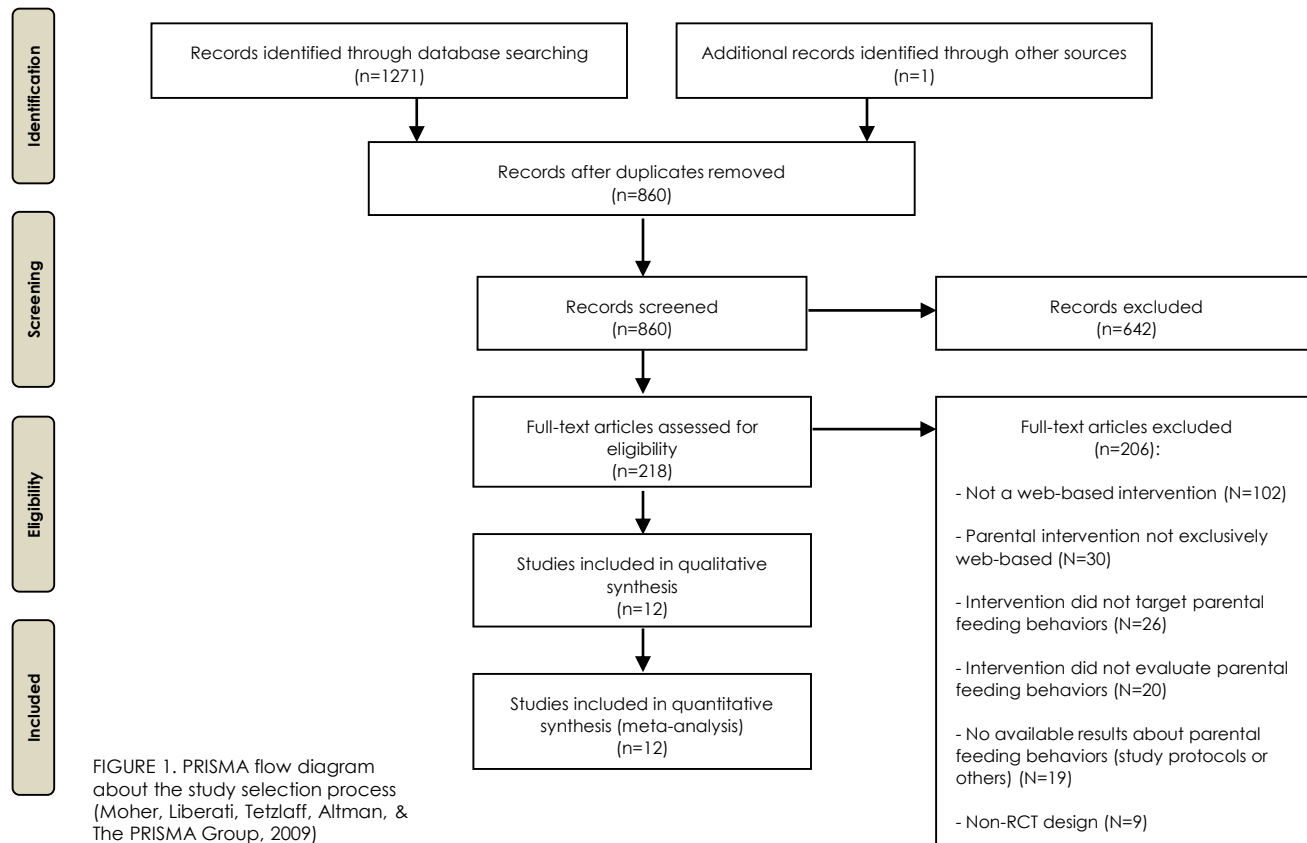 Identification
Records identified through database searching
(n=1271)
Additional records identified through other sources
(n=1)
Records after duplicates removed
(n=860)
Screening
Records screened
(n=860)
Records excluded
(n=642)
Eligibility
Full-text articles assessed for
eligibility
(n=218)
Full-text articles excluded
(n=206):
- Not a web-based intervention (N=102)
- Parental intervention not exclusively
web-based (N=30)
- Intervention did not target parental
feeding behaviors (N=26)
- Intervention did not evaluate parental
feeding behaviors (N=20)
- No available results about parental
feeding behaviors (study protocols or
others) (N=19)
- Non-RCT design (N=9)
Studies included in qualitative
synthesis
(n=12)
Included
Studies included in quantitative
synthesis (meta-analysis)
(n=12)
FIGURE 1. PRISMA flow diagram
about the study selection process
(Moher, Liberati, Tetzlaff, Altman, &
The PRISMA Group, 2009)